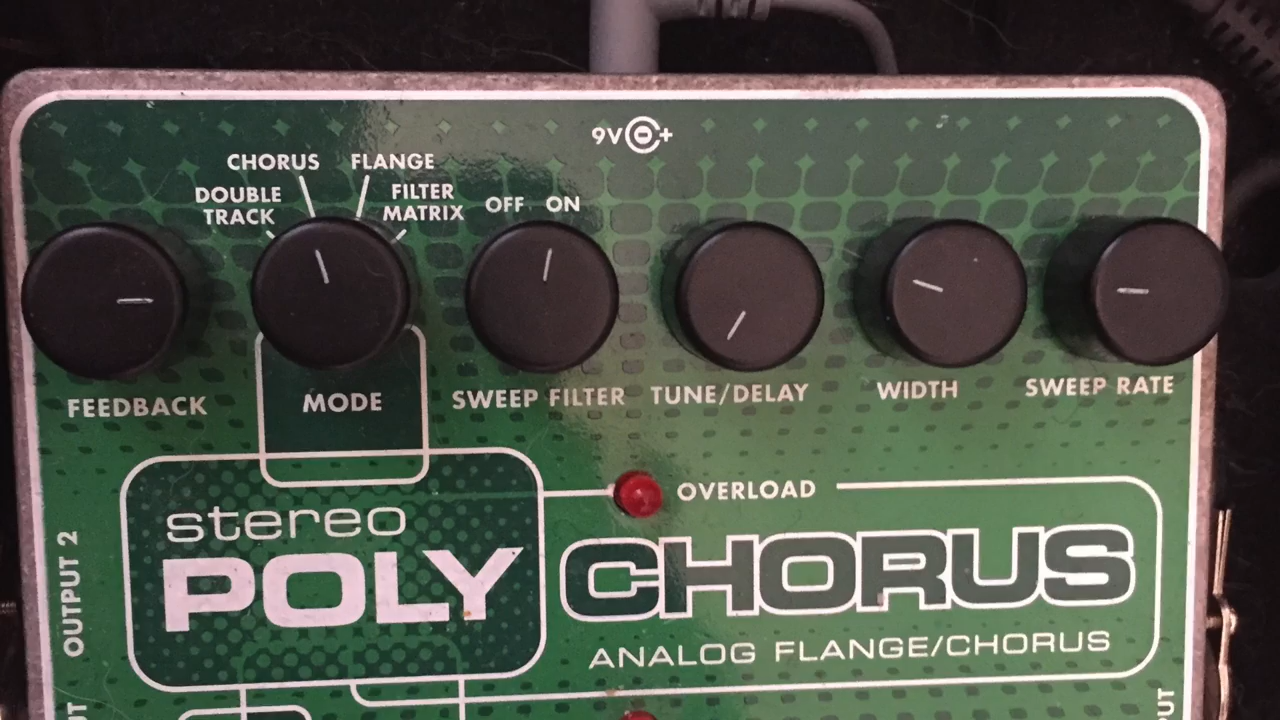 9V - +
CHORUS FLANGE
DOUBLE
TRACK
FILTER
MATRIX
OFF ON
FEEDBACK
MODE
SWEEP FILTER
TUNE/DELAY
WIDTH
SWEEP RATE
OVERLOAD
stereo
POLY CHORUS
ANALOG FLANGE/CHORUS
OUTPUT 2